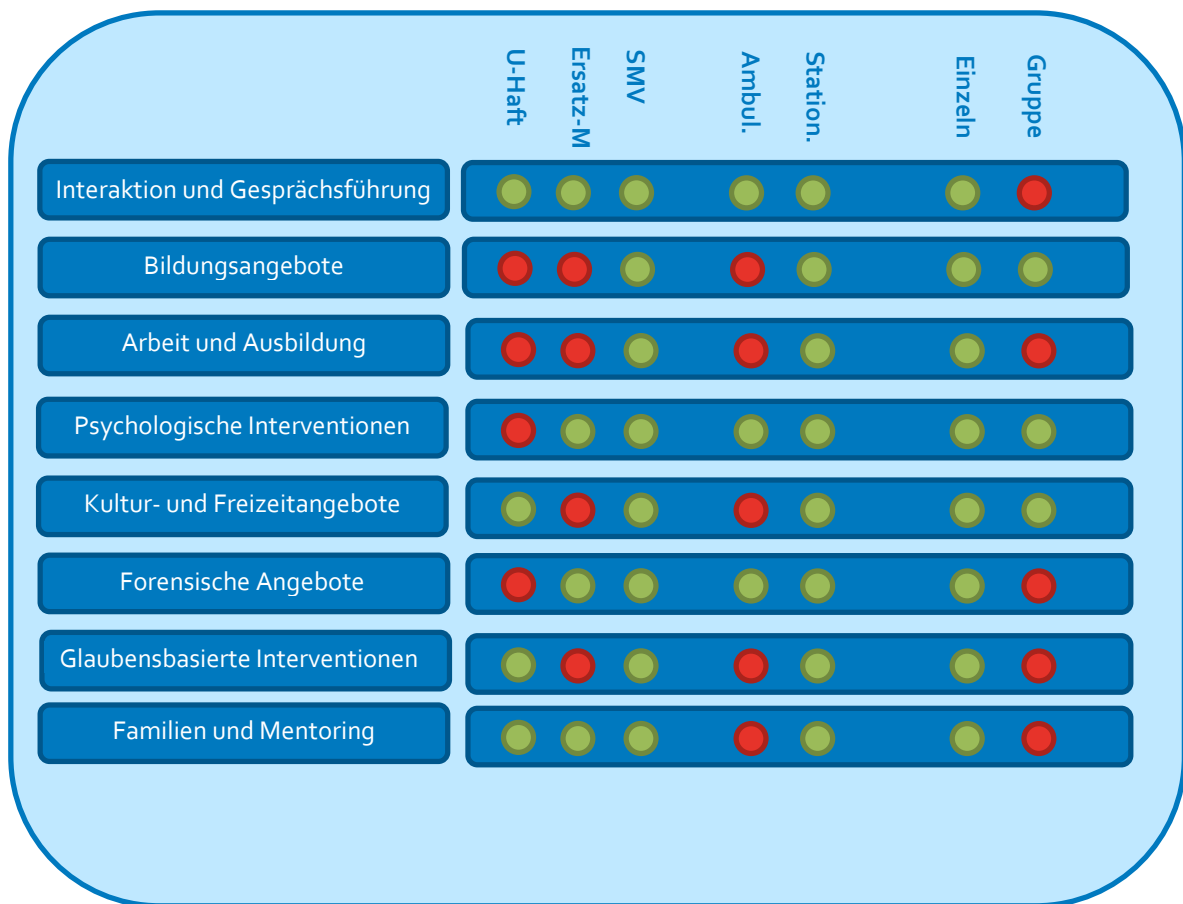 U-Haft
Ersatz-M
SMV
Ambul.
Station.
Einzeln
Gruppe
Interaktion und Gesprächsführung
Bildungsangebote
Arbeit und Ausbildung
Psychologische Interventionen
Kultur- und Freizeitangebote
Forensische Angebote
Glaubensbasierte Interventionen
Familien und Mentoring